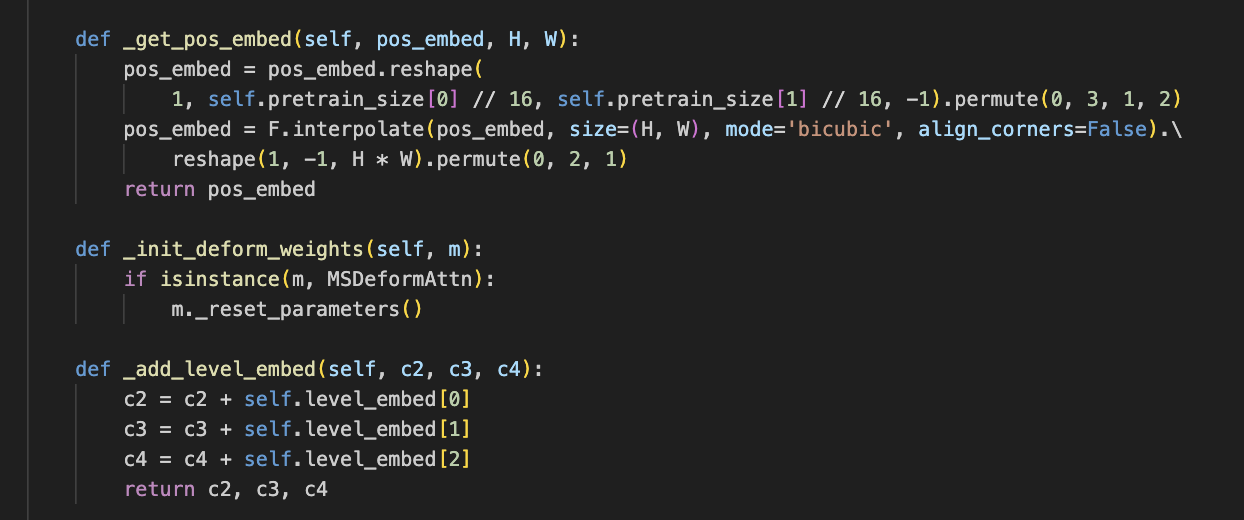 def _get_pos_embed(self, pos_embed, H, W):
    pos_embed = pos_embed.reshape(
        1, self.pretrain_size[0] // 16, self.pretrain_size[1] // 16, -1).permute(0, 3, 1, 2)
    pos_embed = F.interpolate(pos_embed, size=(H, W), mode='bicubic', align_corners=False).\
        reshape(1, -1, H * W).permute(0, 2, 1)
    return pos_embed

def _init_deform_weights(self, m):
    if isinstance(m, MSDeformAttn):
        m._reset_parameters()

def _add_level_embed(self, c2, c3, c4):
    c2 = c2 + self.level_embed[0]
    c3 = c3 + self.level_embed[1]
    c4 = c4 + self.level_embed[2]
    return c2, c3, c4